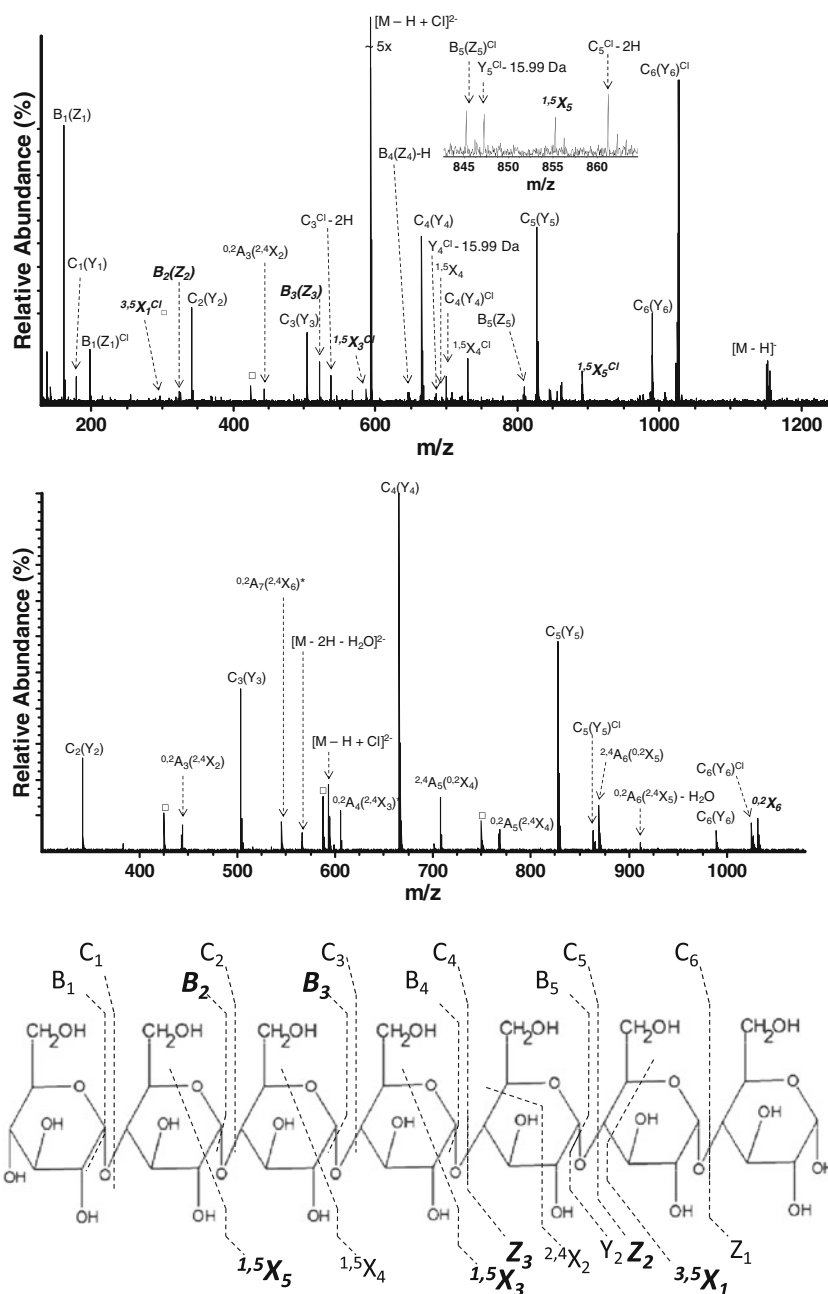 [M – H + Cl]²⁻
~ 5x
B₅(Z₅)ᶜˡ
Y₅ᶜˡ - 15.99 Da
C₅ᶜˡ - 2H
C₆(Y₆)ᶜˡ
¹,⁵X₅
845 850 855 860
m/z
B₁(Z₁)
B₄(Z₄)-H
C₃ᶜˡ - 2H
C₄(Y₄)
C₅(Y₅)
Y₄ᶜˡ – 15.99 Da
⁰,²A₃(²,⁴X₂)
¹,⁵X₄
C₁(Y₁)
B₂(Z₂)
B₃(Z₃)
C₄(Y₄)ᶜˡ
³,⁵X₁ᶜˡ
C₂(Y₂)
C₃(Y₃)
¹,⁵X₃ᶜˡ
B₅(Z₅)
C₆(Y₆)
B₁(Z₁)ᶜˡ
¹,⁵X₄ᶜˡ
¹,⁵X₅ᶜˡ
[M - H]⁻
Relative Abundance (%)
200 400 600 800 1000 1200
m/z
C₄(Y₄)
⁰,²A₇(²,⁴X₆)*
[M - 2H - H₂O]²⁻
C₅(Y₅)
C₃(Y₃)
[M – H + Cl]²⁻
C₅(Y₅)ᶜˡ
²,⁴A₆(⁰,²X₅)
C₂(Y₂)
⁰,²A₃(²,⁴X₂)
²,⁴A₅(⁰,²X₄)
C₆(Y₆)ᶜˡ
⁰,²X₆
⁰,²A₄(²,⁴X₃)*
⁰,²A₆(²,⁴X₅) - H₂O
⁰,²A₅(²,⁴X₄)
C₆(Y₆)
Relative Abundance (%)
400 500 600 700 800 900 1000
m/z
C₁ C₂ C₃ C₄ C₅ C₆
B₁ B₂ B₃ B₄ B₅
CH₂OH CH₂OH CH₂OH CH₂OH CH₂OH CH₂OH CH₂OH
O O O O O O O
OH OH OH OH OH OH OH
OH O O O O O O OH
OH OH OH OH OH OH OH
¹,⁵X₅ ¹,⁵X₄ ¹,⁵X₃ Z₃ ²,⁴X₂ Y₂ Z₂ ³,⁵X₁ Z₁